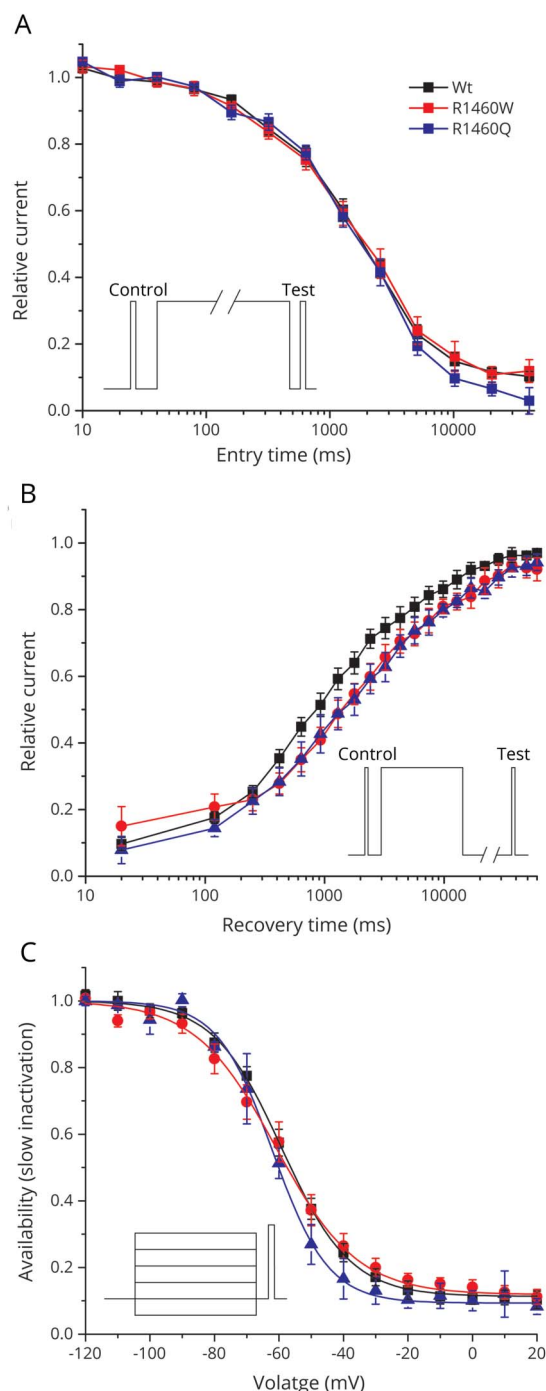 A
1.0
0.8
0.6
0.4
0.2
0.0
Relative current
Wt
R1460W
R1460Q
Control
Test
10 100 1000 10000
Entry time (ms)
B
1.0
0.8
0.6
0.4
0.2
0.0
Relative current
Control
Test
10 100 1000 10000
Recovery time (ms)
C
1.0
0.8
0.6
0.4
0.2
0.0
Availability (slow inactivation)
-120 -100 -80 -60 -40 -20 0 20
Volatge (mV)